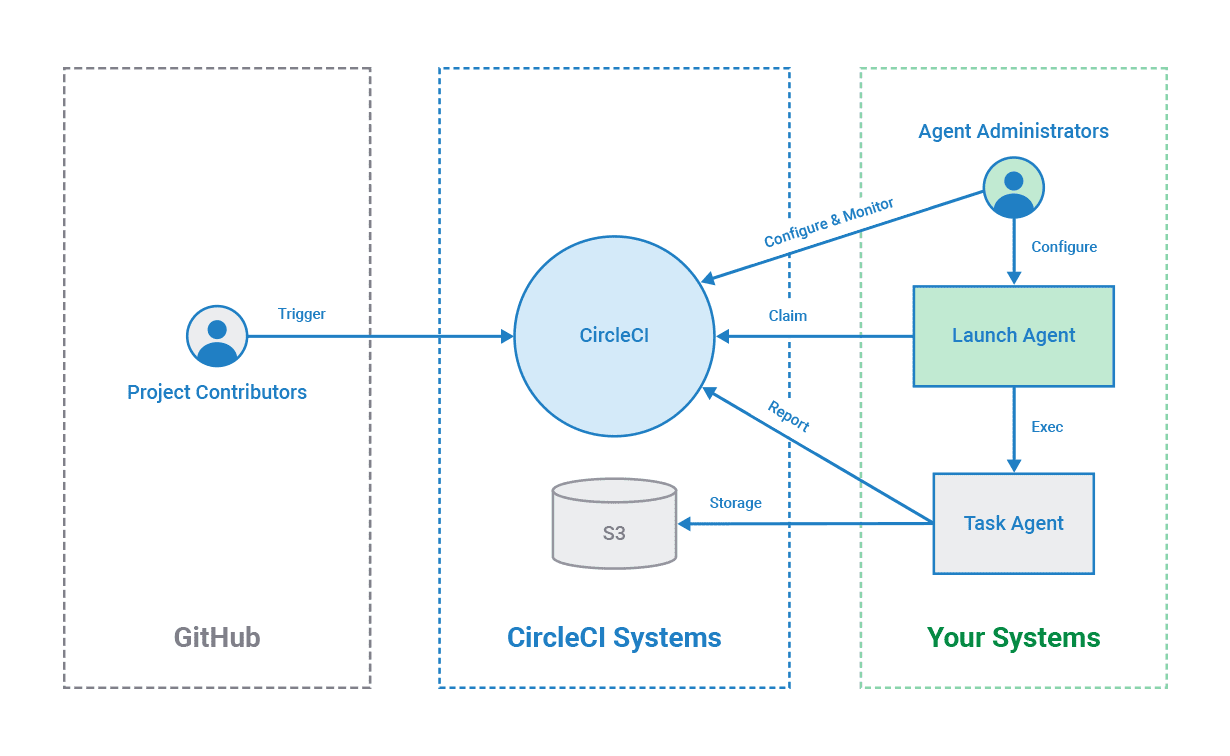 Agent Administrators
Configure & Monitor
Configure
Trigger
Claim
CircleCI
Launch Agent
Project Contributors
Report
Exec
Storage
S3
Task Agent
GitHub
CircleCI Systems
Your Systems